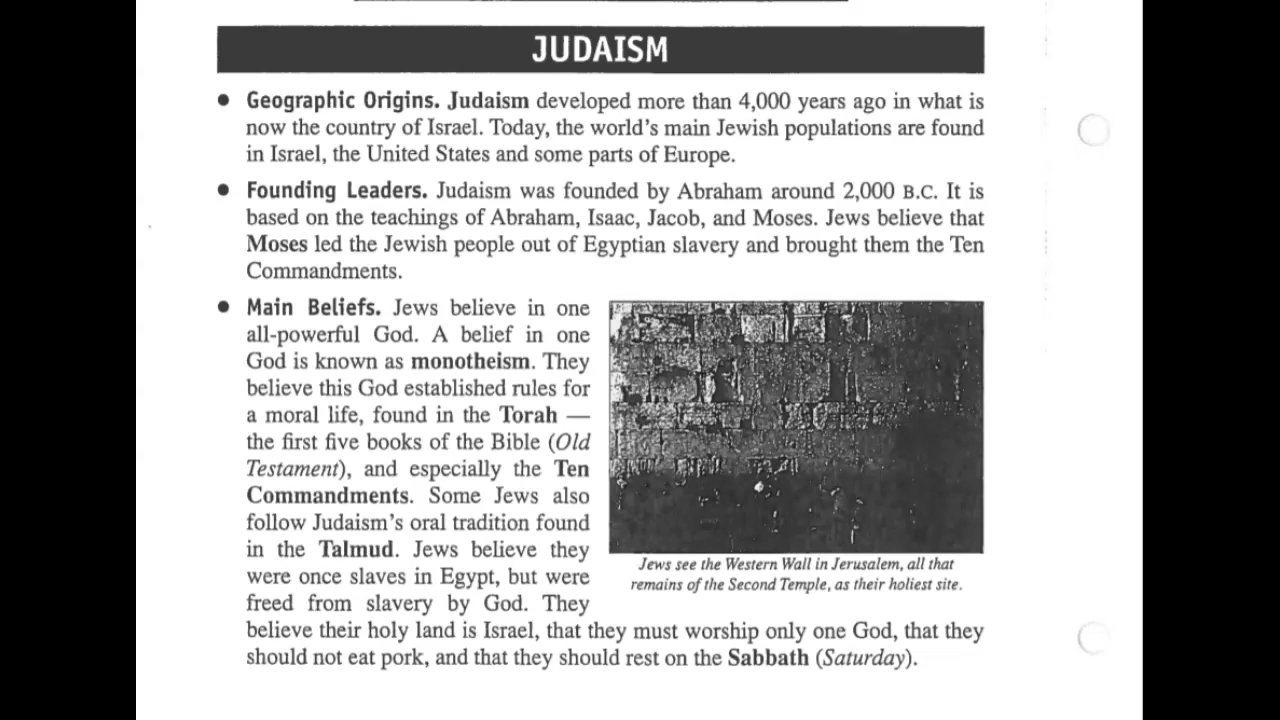 JUDAISM
• Geographic Origins. Judaism developed more than 4,000 years ago in what is
now the country of Israel. Today, the world's main Jewish populations are found
in Israel, the United States and some parts of Europe.
• Founding Leaders. Judaism was founded by Abraham around 2,000 B.C. It is
based on the teachings of Abraham, Isaac, Jacob, and Moses. Jews believe that
Moses led the Jewish people out of Egyptian slavery and brought them the Ten
Commandments.
• Main Beliefs. Jews believe in one
all-powerful God. A belief in one
God is known as monotheism. They
believe this God established rules for
a moral life, found in the Torah —
the first five books of the Bible (Old
Testament), and especially the Ten
Commandments. Some Jews also
follow Judaism's oral tradition found
in the Talmud. Jews believe they
were once slaves in Egypt, but were
freed from slavery by God. They
believe their holy land is Israel, that they must worship only one God, that they
should not eat pork, and that they should rest on the Sabbath (Saturday).
Jews see the Western Wall in Jerusalem, all that
remains of the Second Temple, as their holiest site.